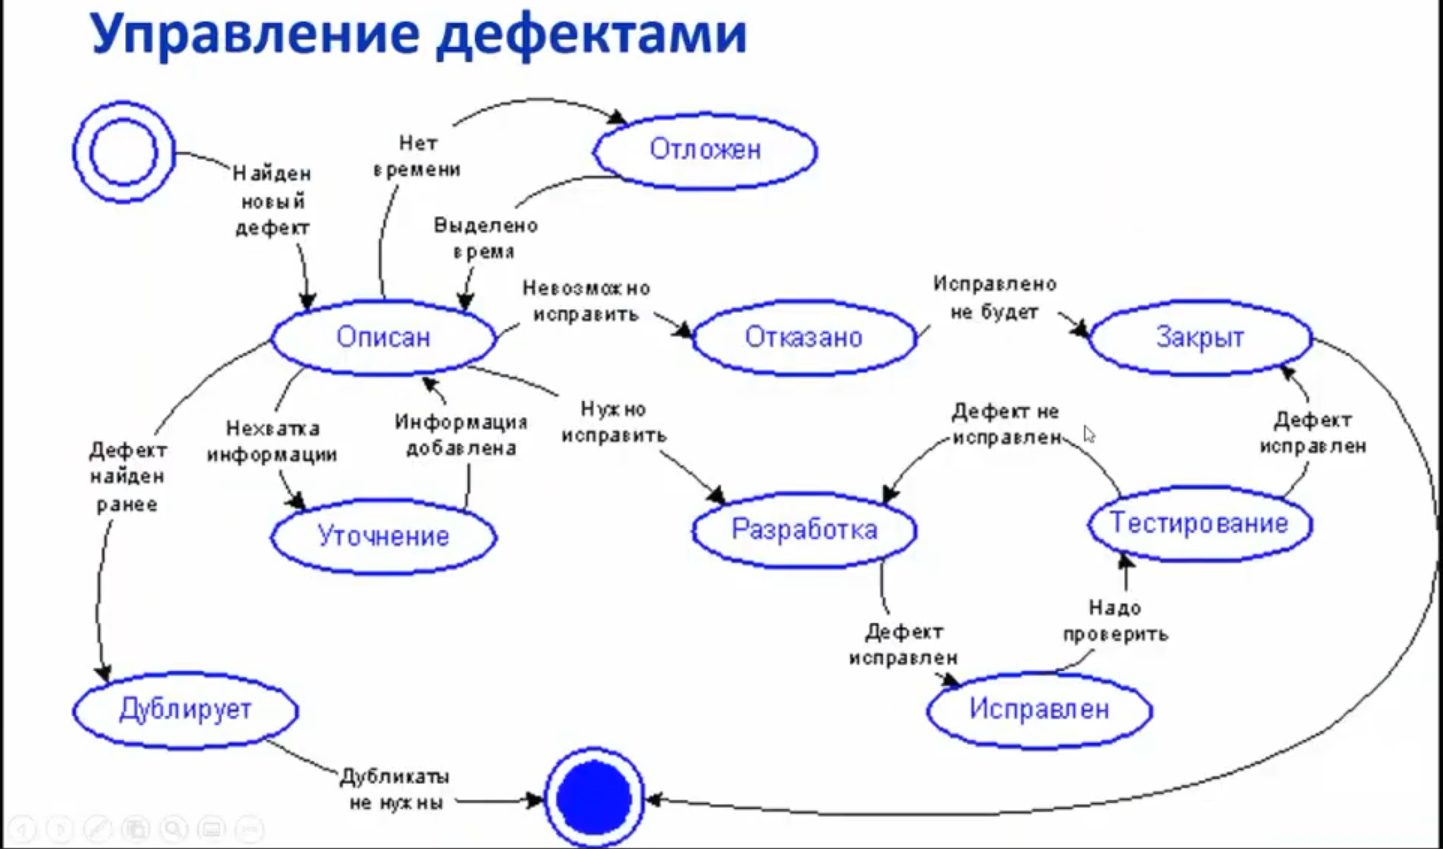 Управление дефектами
Найден
новый
дефект
Нет
времени
Отложен
Выделено
время
Описан
Невозможно
исправить
Отказано
Исправлено
не будет
Закрыт
Дефект
найден
ранее
Нехватка
информации
Информация
добавлена
Нужно
исправить
Дефект не
исправлен
Дефект
исправлен
Уточнение
Разработка
Тестирование
Дефект
исправлен
Надо
проверить
Дублирует
Исправлен
Дубликаты
не нужны